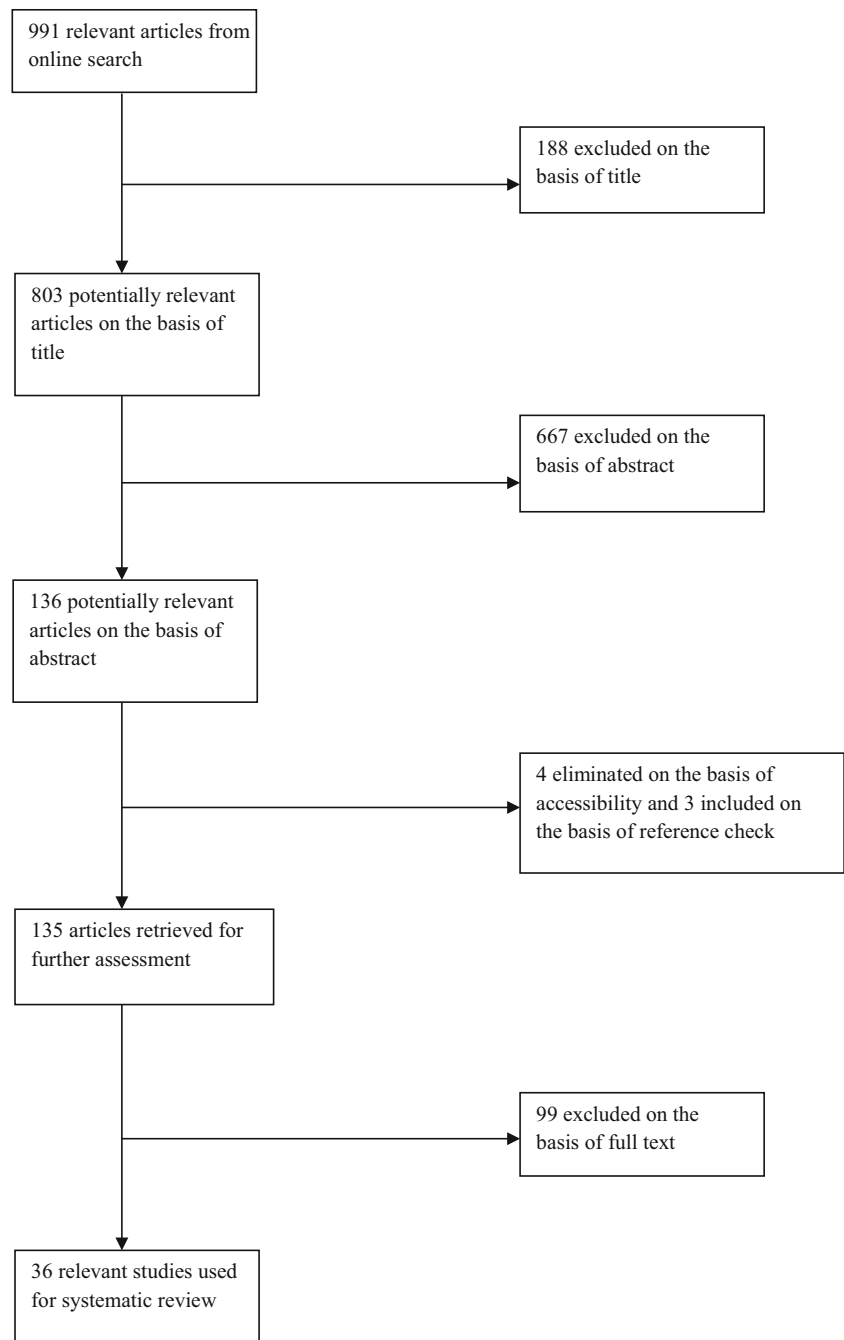 991 relevant articles from
online search
188 excluded on the
basis of title
803 potentially relevant
articles on the basis of
title
667 excluded on the
basis of abstract
136 potentially relevant
articles on the basis of
abstract
4 eliminated on the basis of
accessibility and 3 included on
the basis of reference check
135 articles retrieved for
further assessment
99 excluded on the
basis of full text
36 relevant studies used
for systematic review